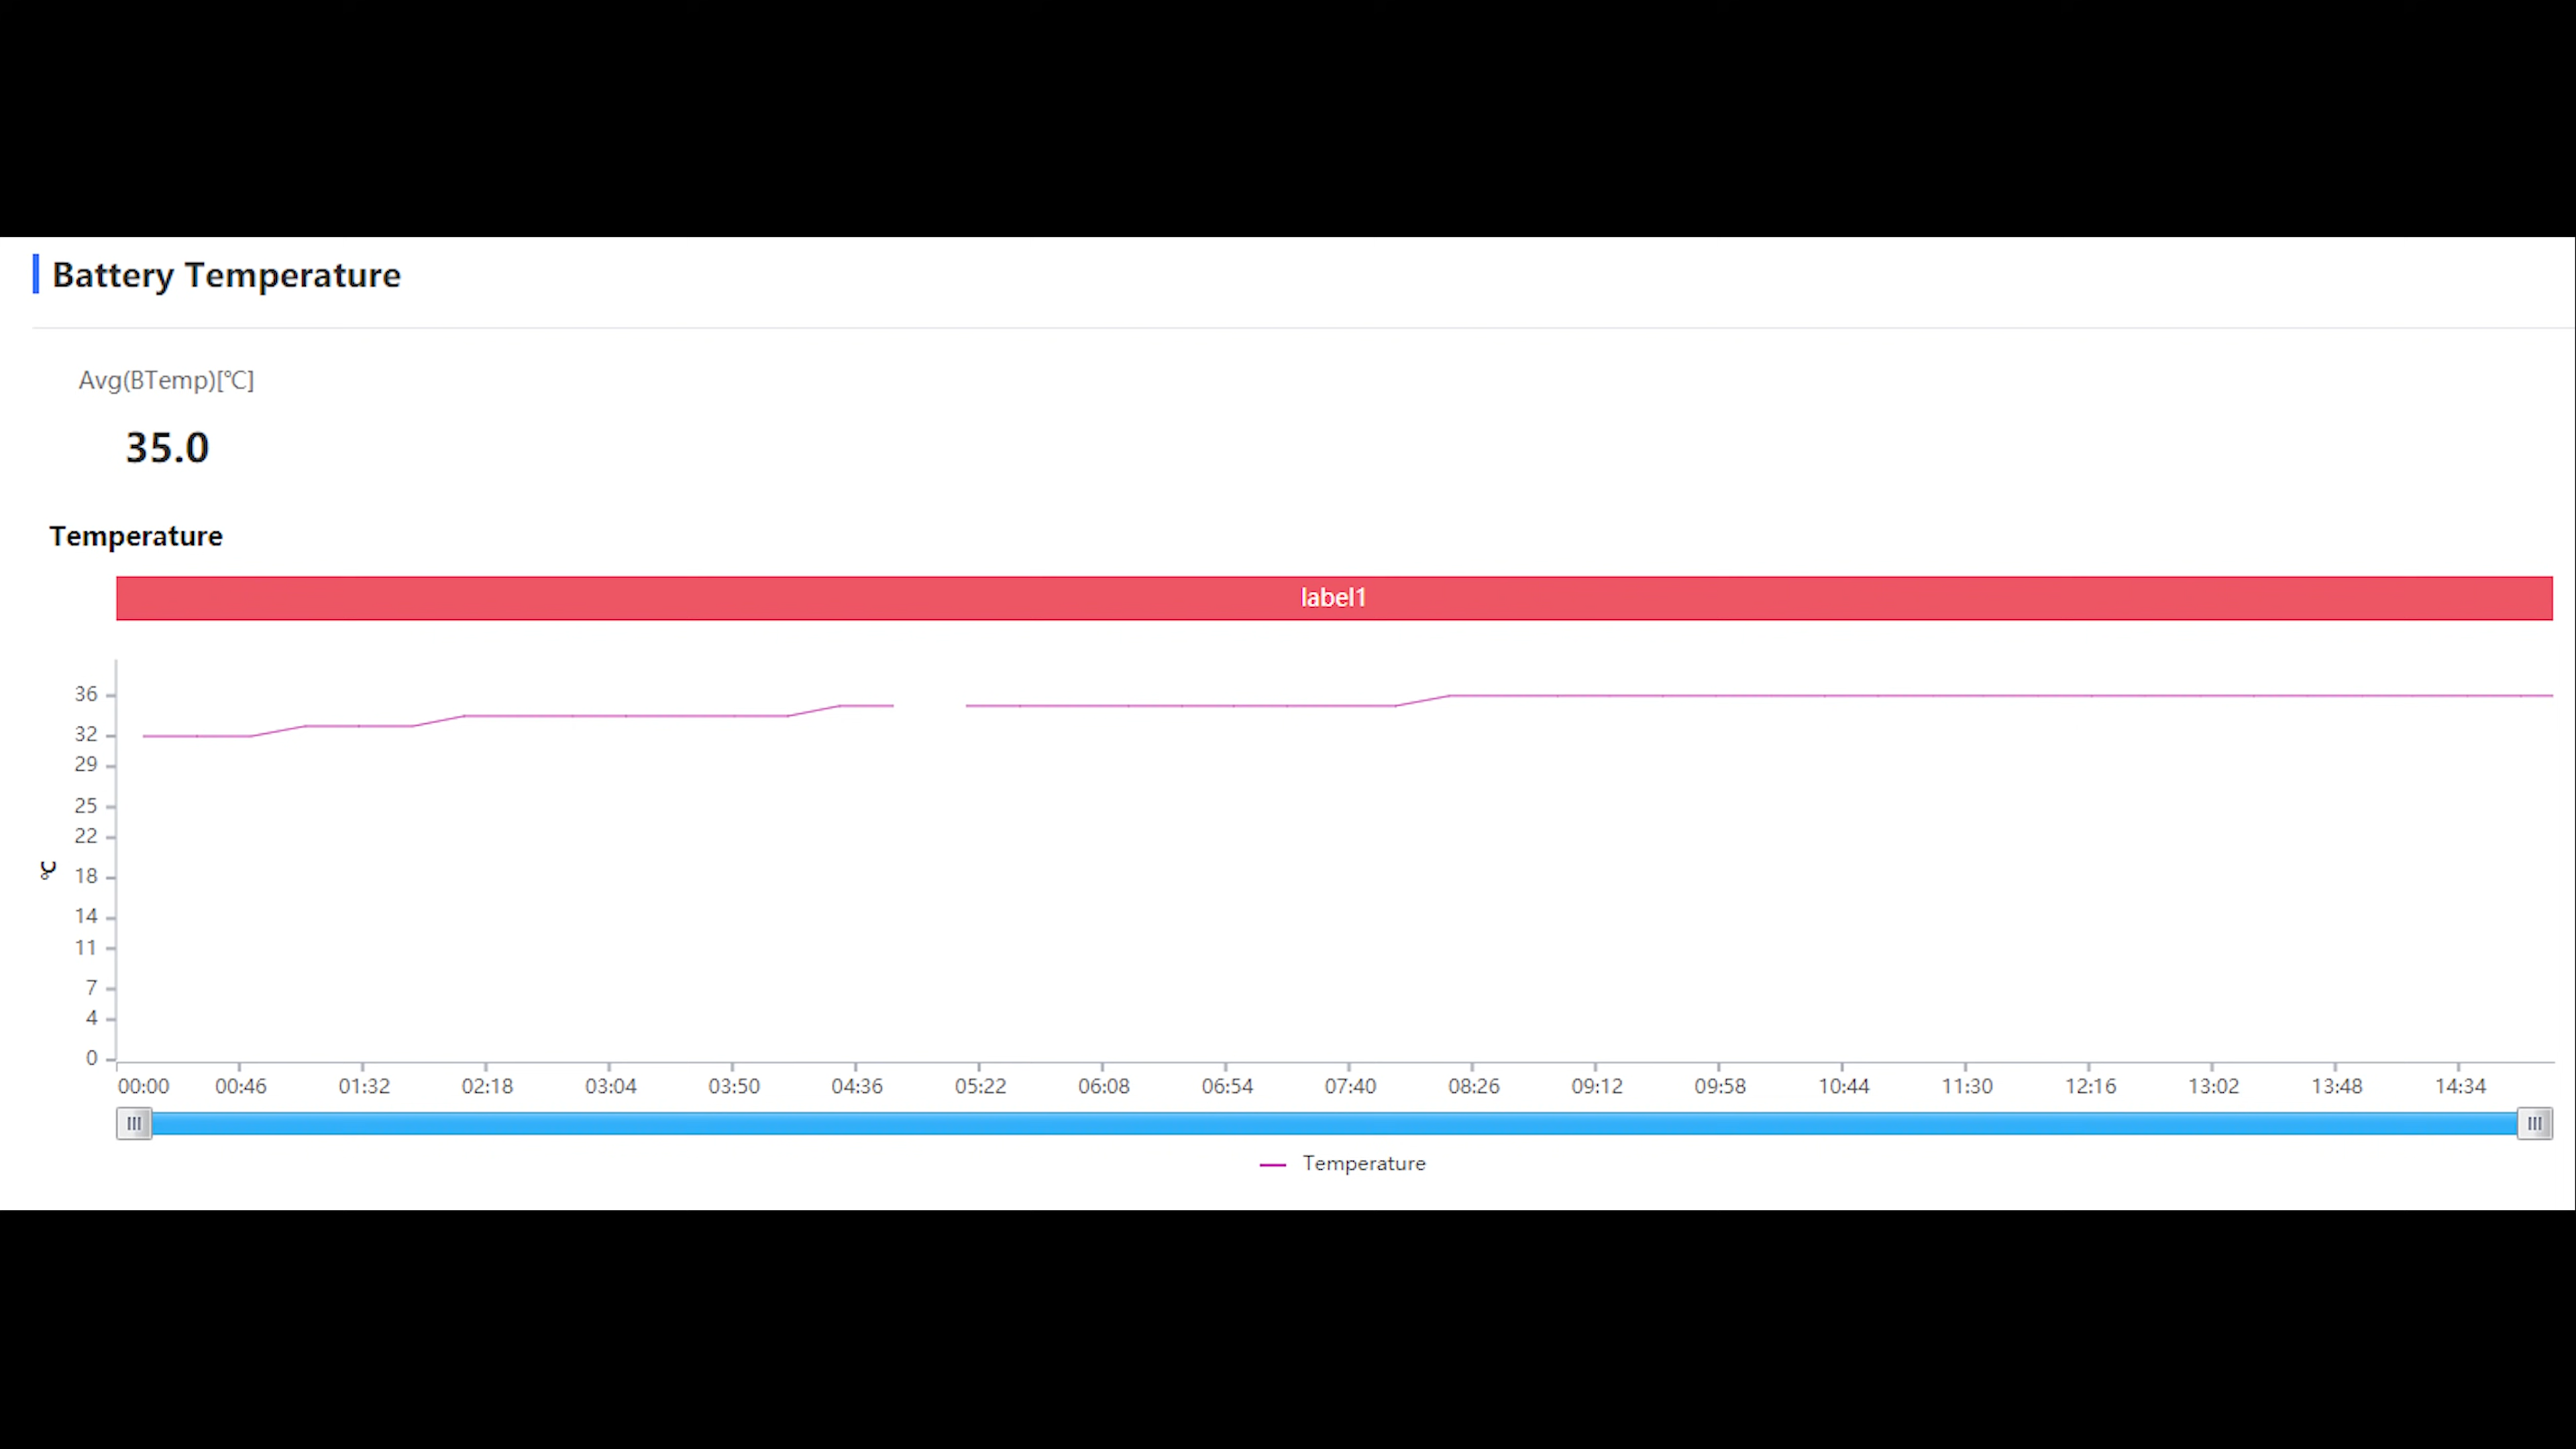 Battery Temperature
Avg(BTemp)[℃]
35.0
Temperature
label1
36
32
29
25
22
18
14
11
7
4
0
℃
00:00 00:46 01:32 02:18 03:04 03:50 04:36 05:22 06:08 06:54 07:40 08:26 09:12 09:58 10:44 11:30 12:16 13:02 13:48 14:34
Temperature